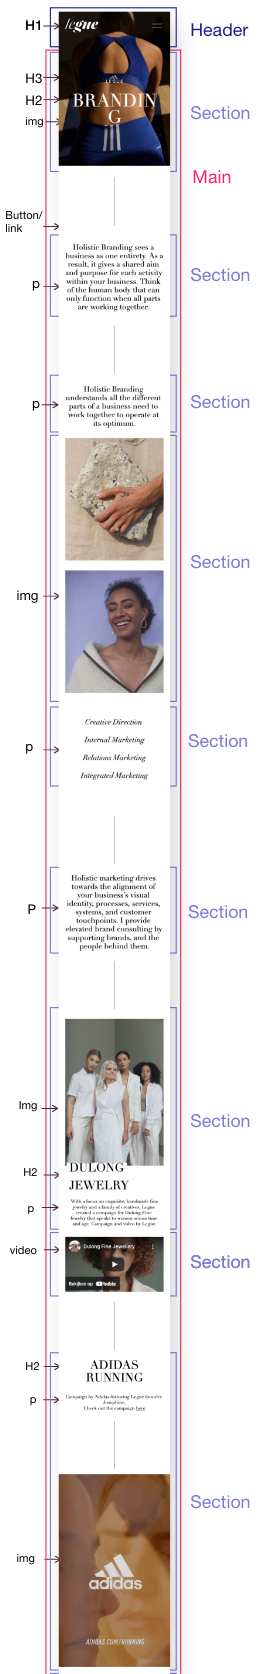 H1
legue
Header
H3
adidas
H2
BRANDIN
G
img
Section
Main
Button/
link
Holistic Branding sees a
business as one entirety. As a
result, it gives a shared aim
and purpose for each activity
within your business. Think
of the human body that can
only function when all parts
are working together.
p
Section
Holistic Branding
understands all the different
parts of a business need to
work together to operate at
its optimum.
p
Section
img
Section
Creative Direction
Internal Marketing
Relations Marketing
Integrated Marketing
p
Section
Holistic marketing drives
towards the alignment of
your business's visual
identity, processes, services,
systems, and customer
touchpoints. I provide
elevated brand consulting by
supporting brands, and the
people behind them.
P
Section
Img
Section
H2
DULONG
JEWELRY
p
With a focus on exquisite, handmade fine
jewelry and a family of creatives. Legue
created a campaign for Dulong Fine
Jewelry that speaks to women across time
and age. Campaign and video by Legue.
video
Dulong Fine Jewellery
Bekijken op YouTube
Section
H2
ADIDAS
RUNNING
p
Campaign by Adidas featuring Legue founder
Josephine.
Check out the campaign here
Section
img
adidas
ADIDAS.COM/RUNNING